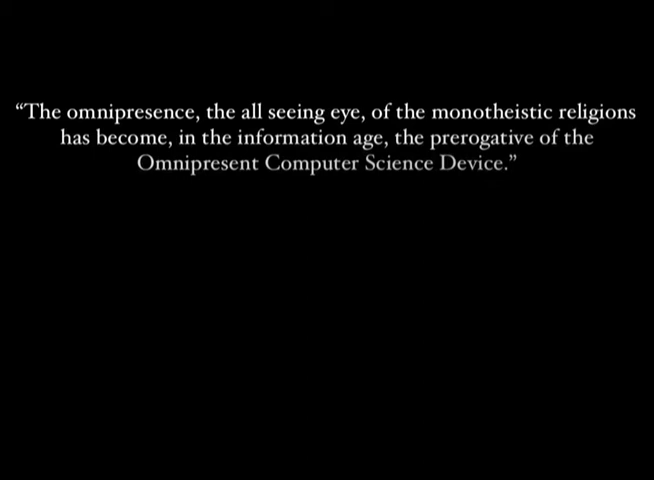 “The omnipresence, the all seeing eye, of the monotheistic religions
has become, in the information age, the prerogative of the
Omnipresent Computer Science Device.”